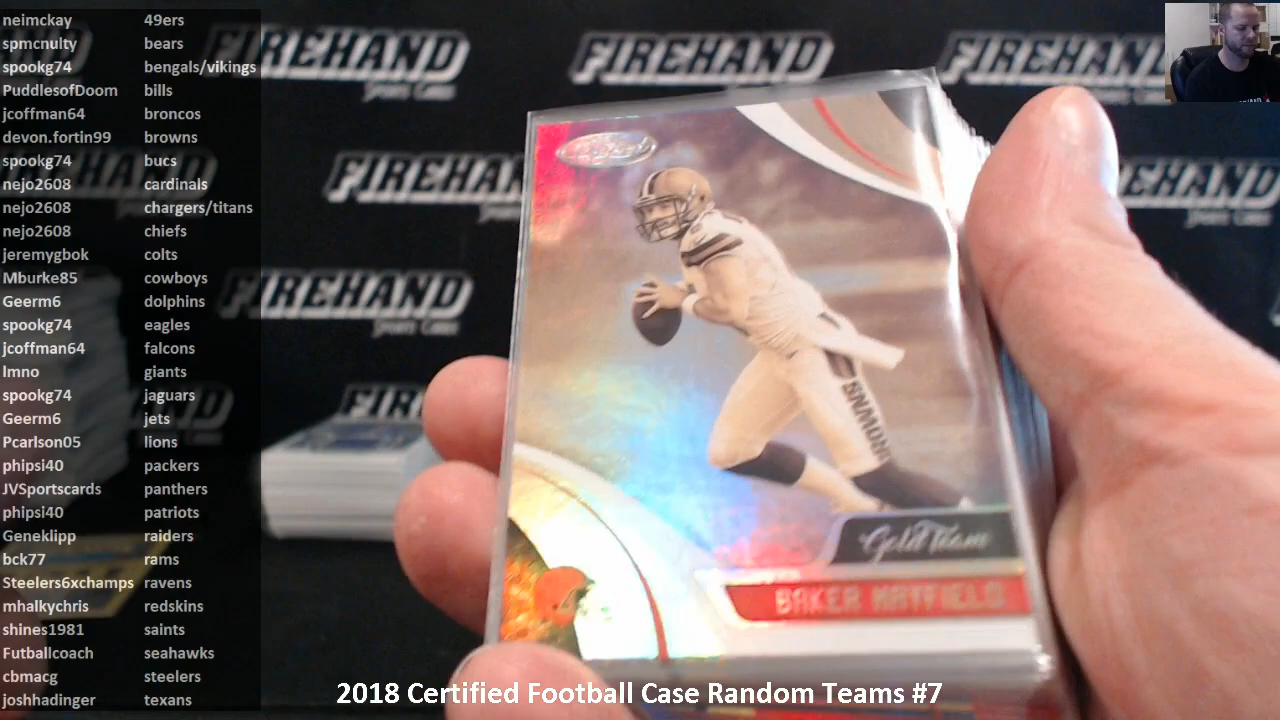 neimckay 49ers
spmcnulty bears
spookg74 bengals/vikings
PuddlesofDoom bills
jcoffman64 broncos
devon.fortin99 browns
spookg74 bucs
nejo2608 cardinals
nejo2608 chargers/titans
nejo2608 chiefs
jeremygbok colts
Mburke85 cowboys
Geerm6 dolphins
spookg74 eagles
jcoffman64 falcons
lmno giants
spookg74 jaguars
Geerm6 jets
Pcarlson05 lions
phipsi40 packers
JVSportscards panthers
phipsi40 patriots
Geneklipp raiders
bck77 rams
Steelers6xchamps ravens
mhalkychris redskins
shines1981 saints
Futballcoach seahawks
cbmacg steelers
joshhadinger texans
FIREHAND
FIREHAND
FIREHAND
FIREHAND
FIREHAND
FIREHAND
Certified
BROWNS
Gold Team
BAKER MAYFIELD
2018 Certified Football Case Random Teams #7